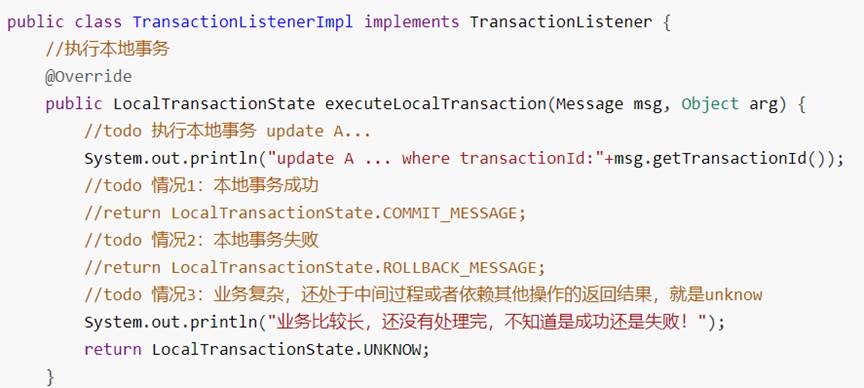 public class TransactionListenerImpl implements TransactionListener {
//执行本地事务
@Override
public LocalTransactionState executeLocalTransaction(Message msg, Object arg) {
//todo 执行本地事务 update A...
System.out.println("update A ... where transactionId:"+msg.getTransactionId());
//todo 情况1：本地事务成功
//return LocalTransactionState.COMMIT_MESSAGE;
//todo 情况2：本地事务失败
//return LocalTransactionState.ROLLBACK_MESSAGE;
//todo 情况3：业务复杂，还处于中间过程或者依赖其他操作的返回结果，就是unknow
System.out.println("业务比较长，还没有处理完，不知道是成功还是失败！");
return LocalTransactionState.UNKNOW;
}